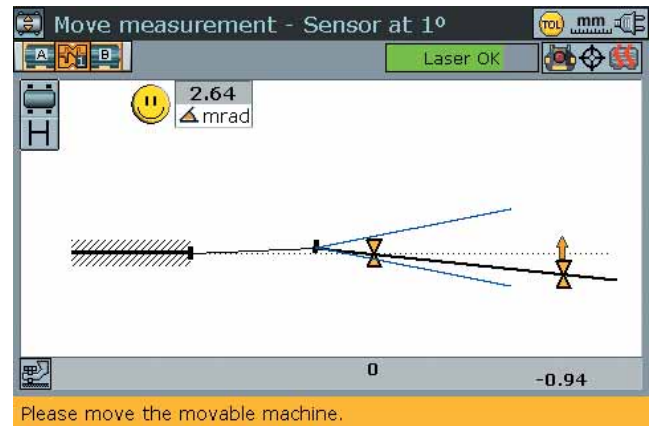 Move measurement - Sensor at 1º
TOL mm
A M1 B Laser OK
2.64
mrad
H
0
-0.94
Please move the movable machine.